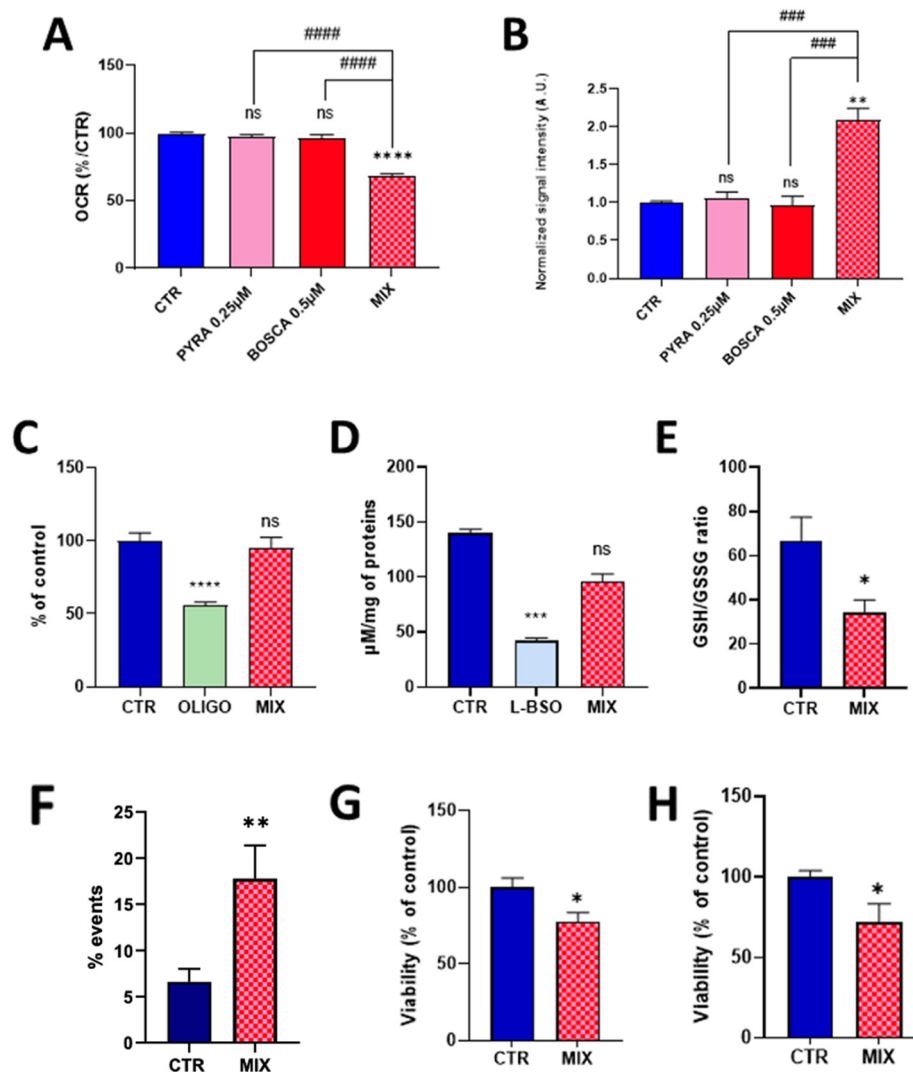 A
OCR (%/CTR)
150
100
50
0
####
####
ns
ns
****
CTR
PYRA 0.25µM
BOSCA 0.5µM
MIX
B
Normalized signal intensity (A.U.)
2.5
2.0
1.5
1.0
0.5
0.0
###
###
ns
ns
**
CTR
PYRA 0.25µM
BOSCA 0.5µM
MIX
C
% of control
150
100
50
0
****
ns
CTR OLIGO MIX
D
µM/mg of proteins
200
150
100
50
0
***
ns
CTR L-BSO MIX
E
GSH/GSSG ratio
100
80
60
40
20
0
*
CTR MIX
F
% events
25
20
15
10
5
0
**
CTR MIX
G
Viability (% of control)
150
100
50
0
*
CTR MIX
H
Viability (% of control)
150
100
50
0
*
CTR MIX